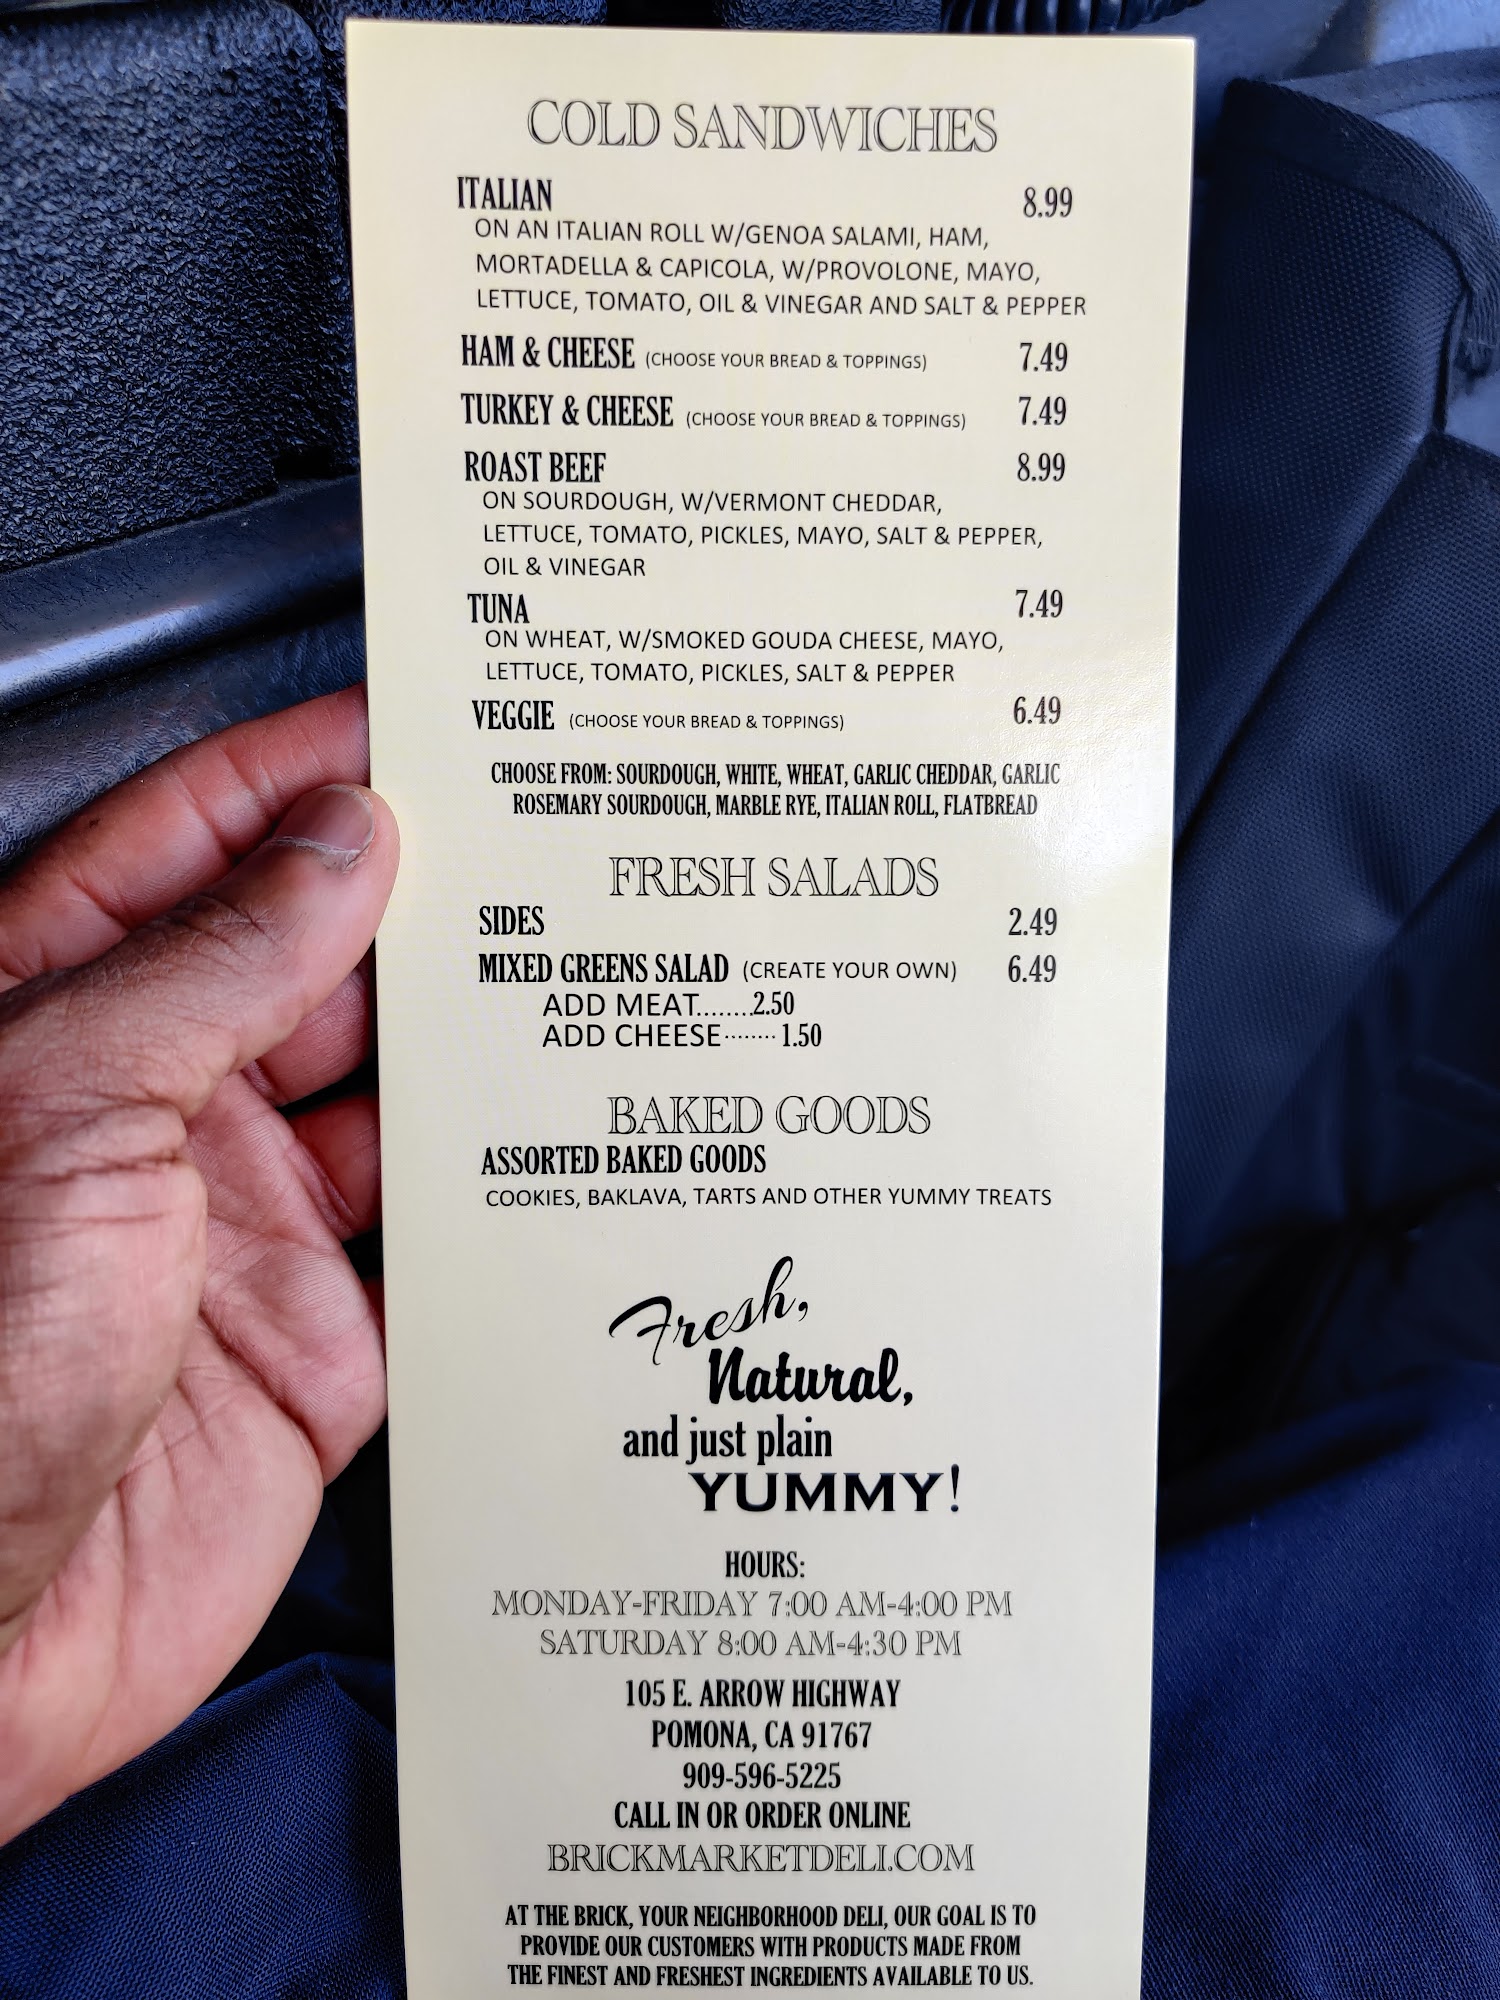 COLD SANDWICHES
ITALIAN 8.99
ON AN ITALIAN ROLL W/GENOA SALAMI, HAM,
MORTADELLA & CAPICOLA, W/PROVOLONE, MAYO,
LETTUCE, TOMATO, OIL & VINEGAR AND SALT & PEPPER
HAM & CHEESE (CHOOSE YOUR BREAD & TOPPINGS) 7.49
TURKEY & CHEESE (CHOOSE YOUR BREAD & TOPPINGS) 7.49
ROAST BEEF 8.99
ON SOURDOUGH, W/VERMONT CHEDDAR,
LETTUCE, TOMATO, PICKLES, MAYO, SALT & PEPPER,
OIL & VINEGAR
TUNA 7.49
ON WHEAT, W/SMOKED GOUDA CHEESE, MAYO,
LETTUCE, TOMATO, PICKLES, SALT & PEPPER
VEGGIE (CHOOSE YOUR BREAD & TOPPINGS) 6.49
CHOOSE FROM: SOURDOUGH, WHITE, WHEAT, GARLIC CHEDDAR, GARLIC
ROSEMARY SOURDOUGH, MARBLE RYE, ITALIAN ROLL, FLATBREAD
FRESH SALADS
SIDES 2.49
MIXED GREENS SALAD (CREATE YOUR OWN) 6.49
ADD MEAT........2.50
ADD CHEESE........ 1.50
BAKED GOODS
ASSORTED BAKED GOODS
COOKIES, BAKLAVA, TARTS AND OTHER YUMMY TREATS
Fresh,
Natural,
and just plain
YUMMY!
HOURS:
MONDAY-FRIDAY 7:00 AM-4:00 PM
SATURDAY 8:00 AM-4:30 PM
105 E. ARROW HIGHWAY
POMONA, CA 91767
909-596-5225
CALL IN OR ORDER ONLINE
BRICKMARKETDELI.COM
AT THE BRICK, YOUR NEIGHBORHOOD DELI, OUR GOAL IS TO
PROVIDE OUR CUSTOMERS WITH PRODUCTS MADE FROM
THE FINEST AND FRESHEST INGREDIENTS AVAILABLE TO US.